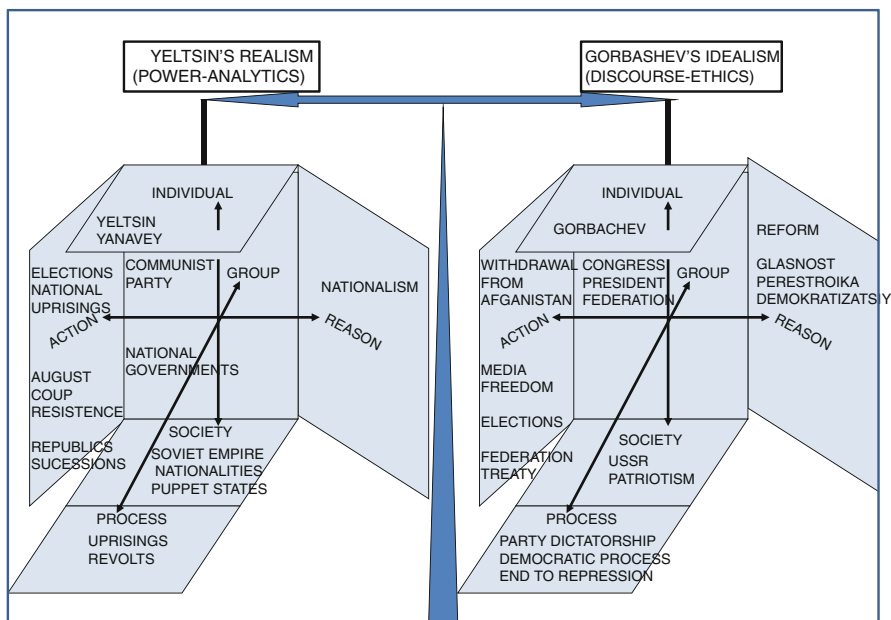 YELTSIN'S REALISM
(POWER-ANALYTICS)
INDIVIDUAL
YELTSIN
YANAVEY
ELECTIONS
NATIONAL
UPRISINGS
COMMUNIST
PARTY
GROUP
NATIONALISM
ACTION
REASON
NATIONAL
GOVERNMENTS
AUGUST
COUP
RESISTENCE
REPUBLICS
SUCESSIONS
SOCIETY
SOVIET EMPIRE
NATIONALITIES
PUPPET STATES
PROCESS
UPRISINGS
REVOLTS
GORBASHEV'S IDEALISM
(DISCOURSE-ETHICS)
INDIVIDUAL
GORBACHEV
WITHDRAWAL
FROM
AFGANISTAN
CONGRESS
PRESIDENT
FEDERATION
GROUP
REFORM
GLASNOST
PERESTROIKA
DEMOKRATIZATSIY
ACTION
REASON
MEDIA
FREEDOM
ELECTIONS
FEDERATION
TREATY
SOCIETY
USSR
PATRIOTISM
PROCESS
PARTY DICTATORSHIP
DEMOCRATIC PROCESS
END TO REPRESSION